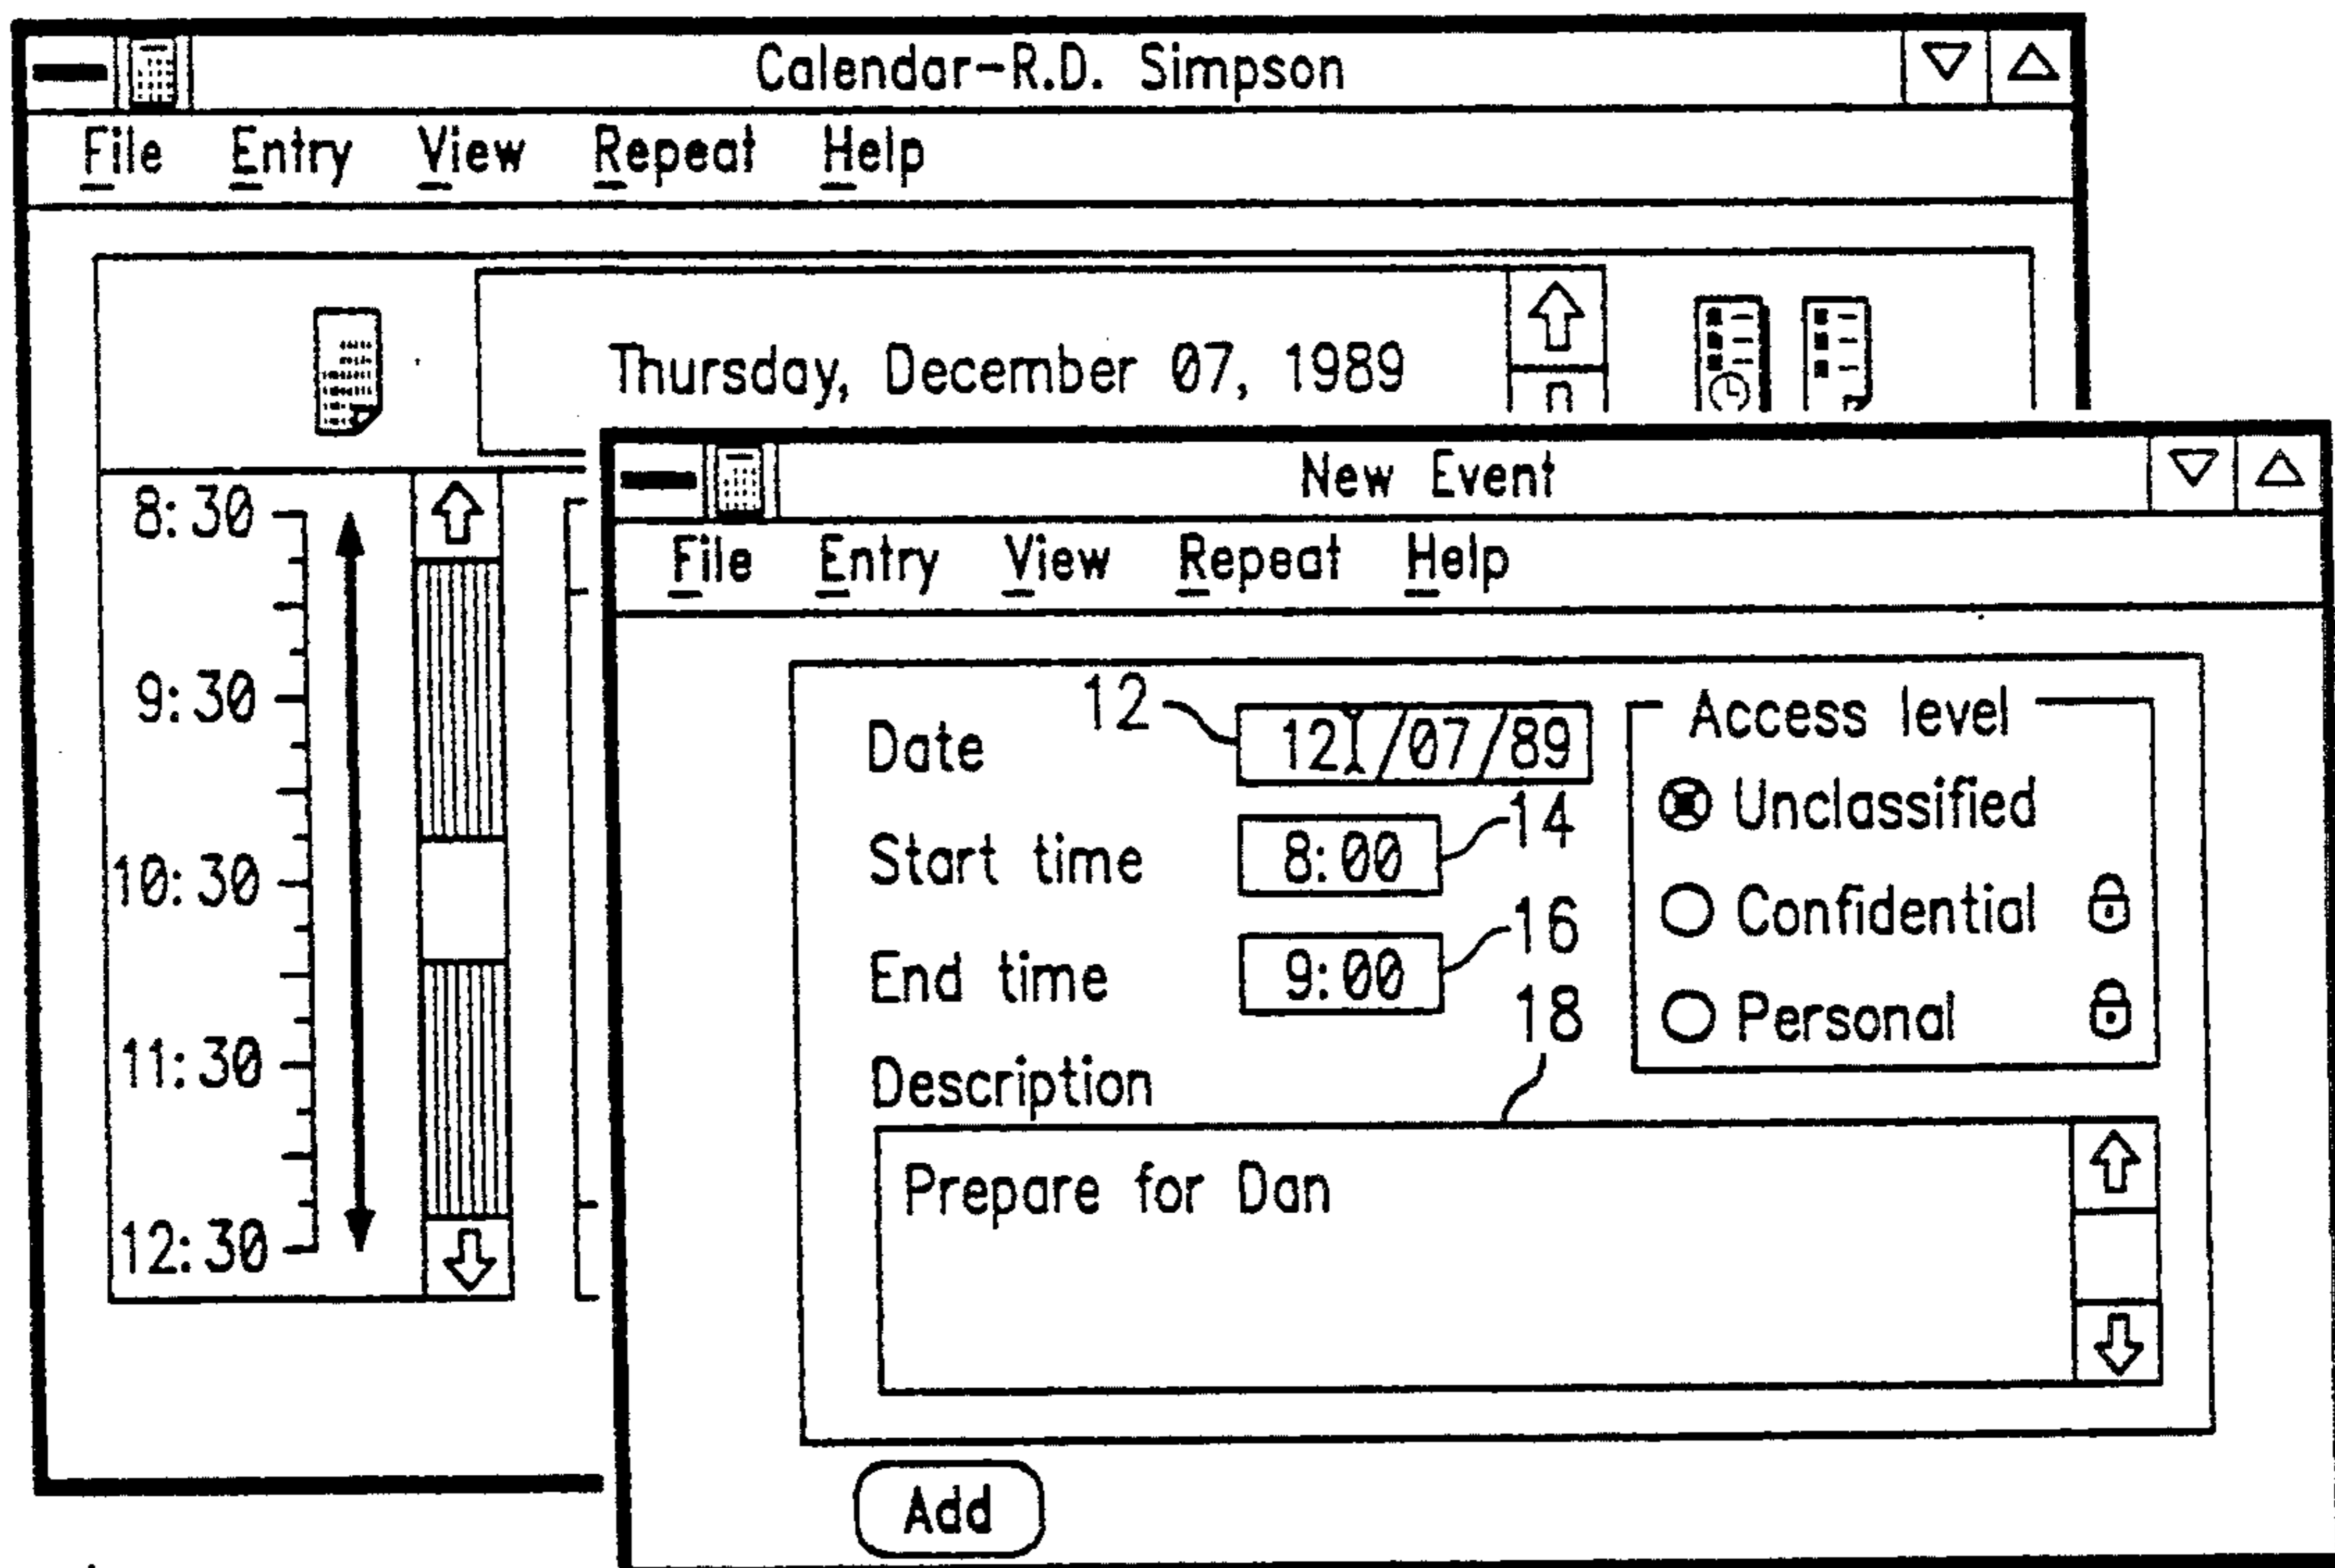 Calendar-R.D. Simpson
File Entry View Repeat Help
Thursday, December 07, 1989
8:30
9:30
10:30
11:30
12:30
New Event
File Entry View Repeat Help
Date 12 12/07/89
Start time 8:00 14
End time 9:00 16
Description 18
Access level
Unclassified
Confidential
Personal
Prepare for Dan
Add